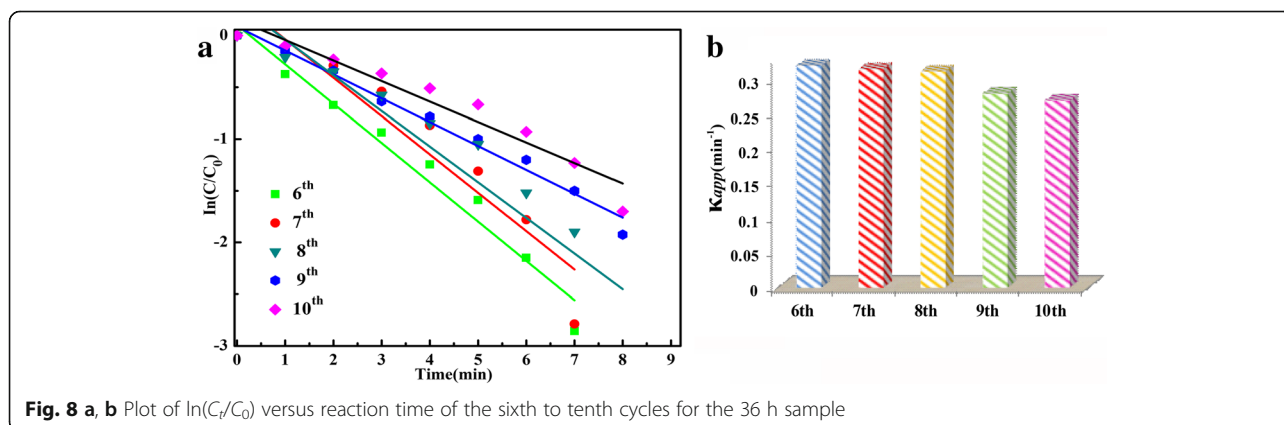 a
0
-1
-2
-3
ln(C/C₀)
6th
7th
8th
9th
10th
0 1 2 3 4 5 6 7 8 9
Time(min)
b
0.3
0.25
0.2
0.15
0.1
0.05
0
Kapp(min⁻¹)
6th 7th 8th 9th 10th
Fig. 8 a, b Plot of ln(Cₜ/C₀) versus reaction time of the sixth to tenth cycles for the 36 h sample